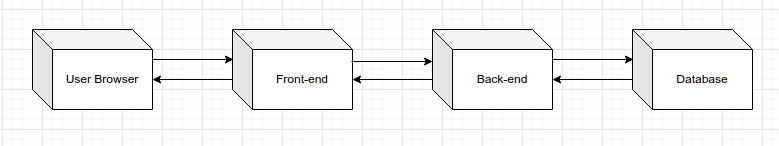 User Browser
Front-end
Back-end
Database